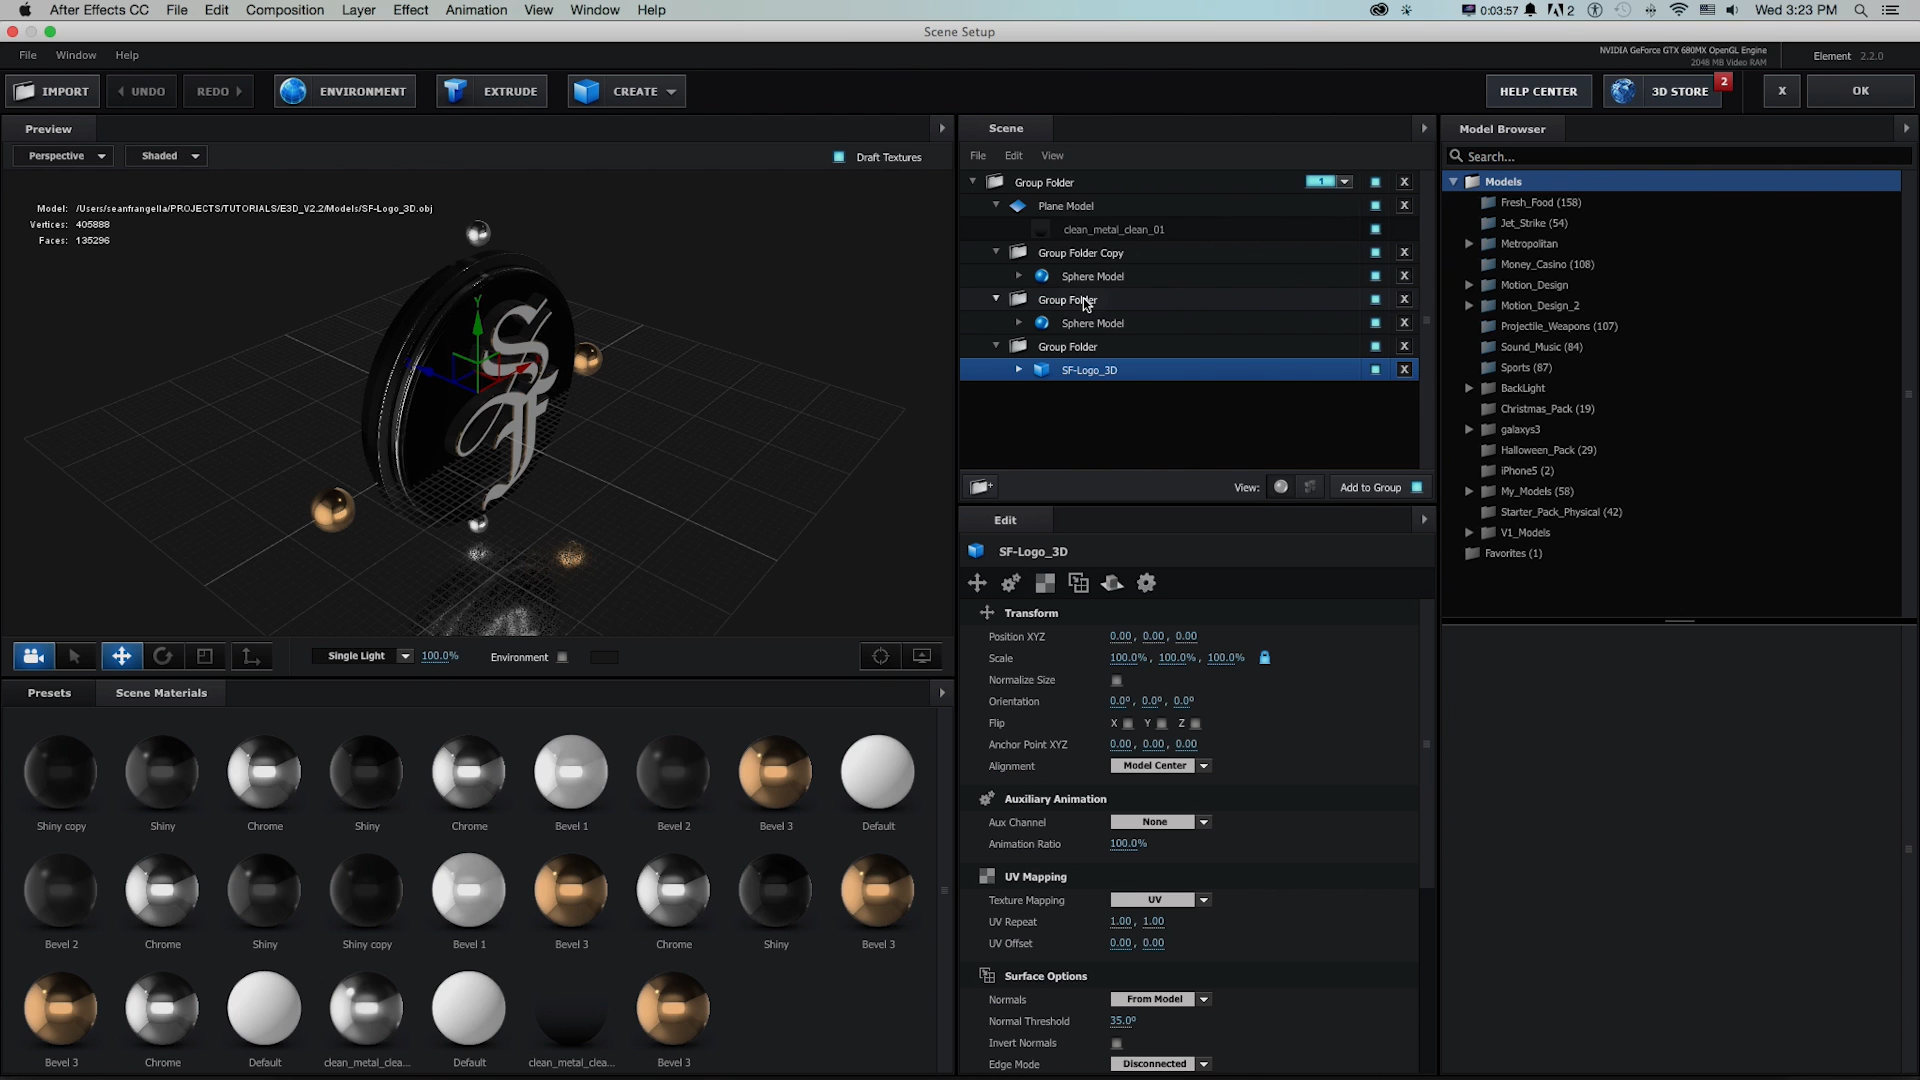 After Effects CC File Edit Composition Layer Effect Animation View Window Help
0:03:57 2 Wed 3:23 PM
Scene Setup
File Window Help
NVIDIA GeForce GTX 680MX OpenGL Engine
2048 MB Video RAM
Element 2.2.0
IMPORT UNDO REDO ENVIRONMENT EXTRUDE CREATE HELP CENTER 3D STORE 2 X OK
Preview
Perspective Shaded Draft Textures
Model: /Users/seanfrangella/PROJECTS/TUTORIALS/E3D_V2.2/Models/SF-Logo_3D.obj
Vertices: 405888
Faces: 135296
Y
SF
Single Light 100.0% Environment
Presets Scene Materials
Shiny copy Shiny Chrome Shiny Chrome Bevel 1 Bevel 2 Bevel 3 Default
Bevel 2 Chrome Shiny Shiny copy Bevel 1 Bevel 3 Chrome Shiny Bevel 3
Bevel 3 Chrome Default clean_metal_clea... Default clean_metal_clea... Bevel 3
Scene
File Edit View
Group Folder 1 X
Plane Model X
clean_metal_clean_01
Group Folder Copy X
Sphere Model X
Group Folder X
Sphere Model X
Group Folder X
SF-Logo_3D X
View: Add to Group
Edit
SF-Logo_3D
Transform
Position XYZ 0.00, 0.00, 0.00
Scale 100.0%, 100.0%, 100.0%
Normalize Size
Orientation 0.0°, 0.0°, 0.0°
Flip X Y Z
Anchor Point XYZ 0.00, 0.00, 0.00
Alignment Model Center
Auxiliary Animation
Aux Channel None
Animation Ratio 100.0%
UV Mapping
Texture Mapping UV
UV Repeat 1.00, 1.00
UV Offset 0.00, 0.00
Surface Options
Normals From Model
Normal Threshold 35.0°
Invert Normals
Edge Mode Disconnected
Model Browser
Search...
Models
Fresh_Food (158)
Jet_Strike (54)
Metropolitan
Money_Casino (108)
Motion_Design
Motion_Design_2
Projectile_Weapons (107)
Sound_Music (84)
Sports (87)
BackLight
Christmas_Pack (19)
galaxys3
Halloween_Pack (29)
iPhone5 (2)
My_Models (58)
Starter_Pack_Physical (42)
V1_Models
Favorites (1)